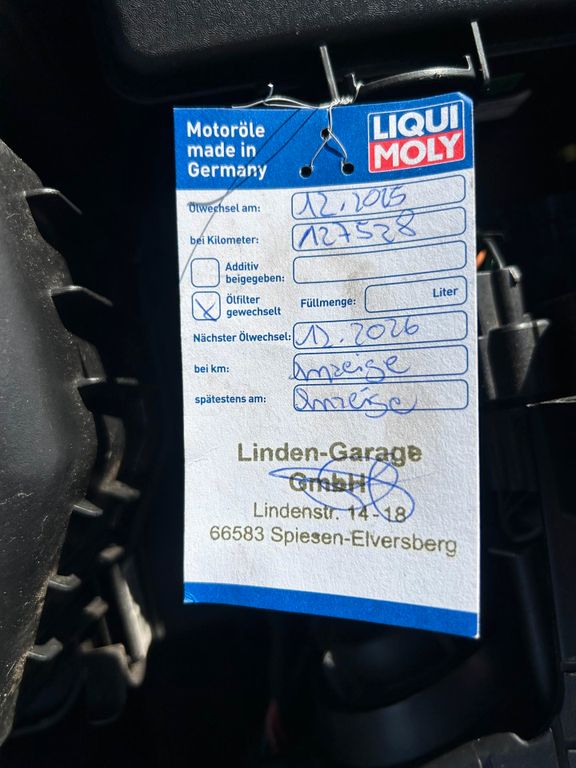 Motoröle
made in
Germany
LIQUI
MOLY
Ölwechsel am: 12.2025
bei Kilometer: 127528
Additiv
beigegeben:
Ölfilter
gewechselt
Füllmenge: Liter
Nächster Ölwechsel: 12.2026
bei km: Anzeige
spätestens am: Anzeige
Linden-Garage
GmbH
Lindenstr. 14-18
66583 Spiesen-Elversberg